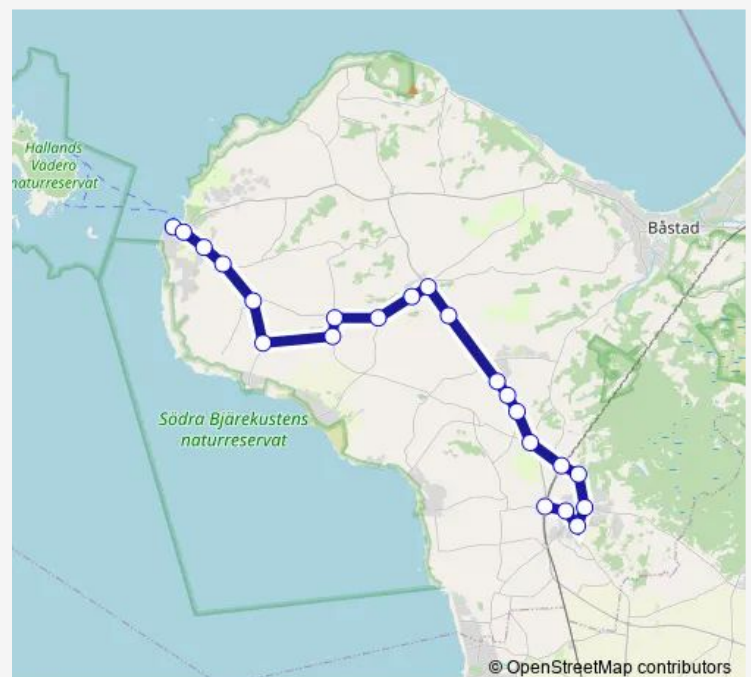 Hallands
Väderö
naturreservat
Båstad
Södra Bjärekustens
naturreservat
© OpenStreetMap contributors